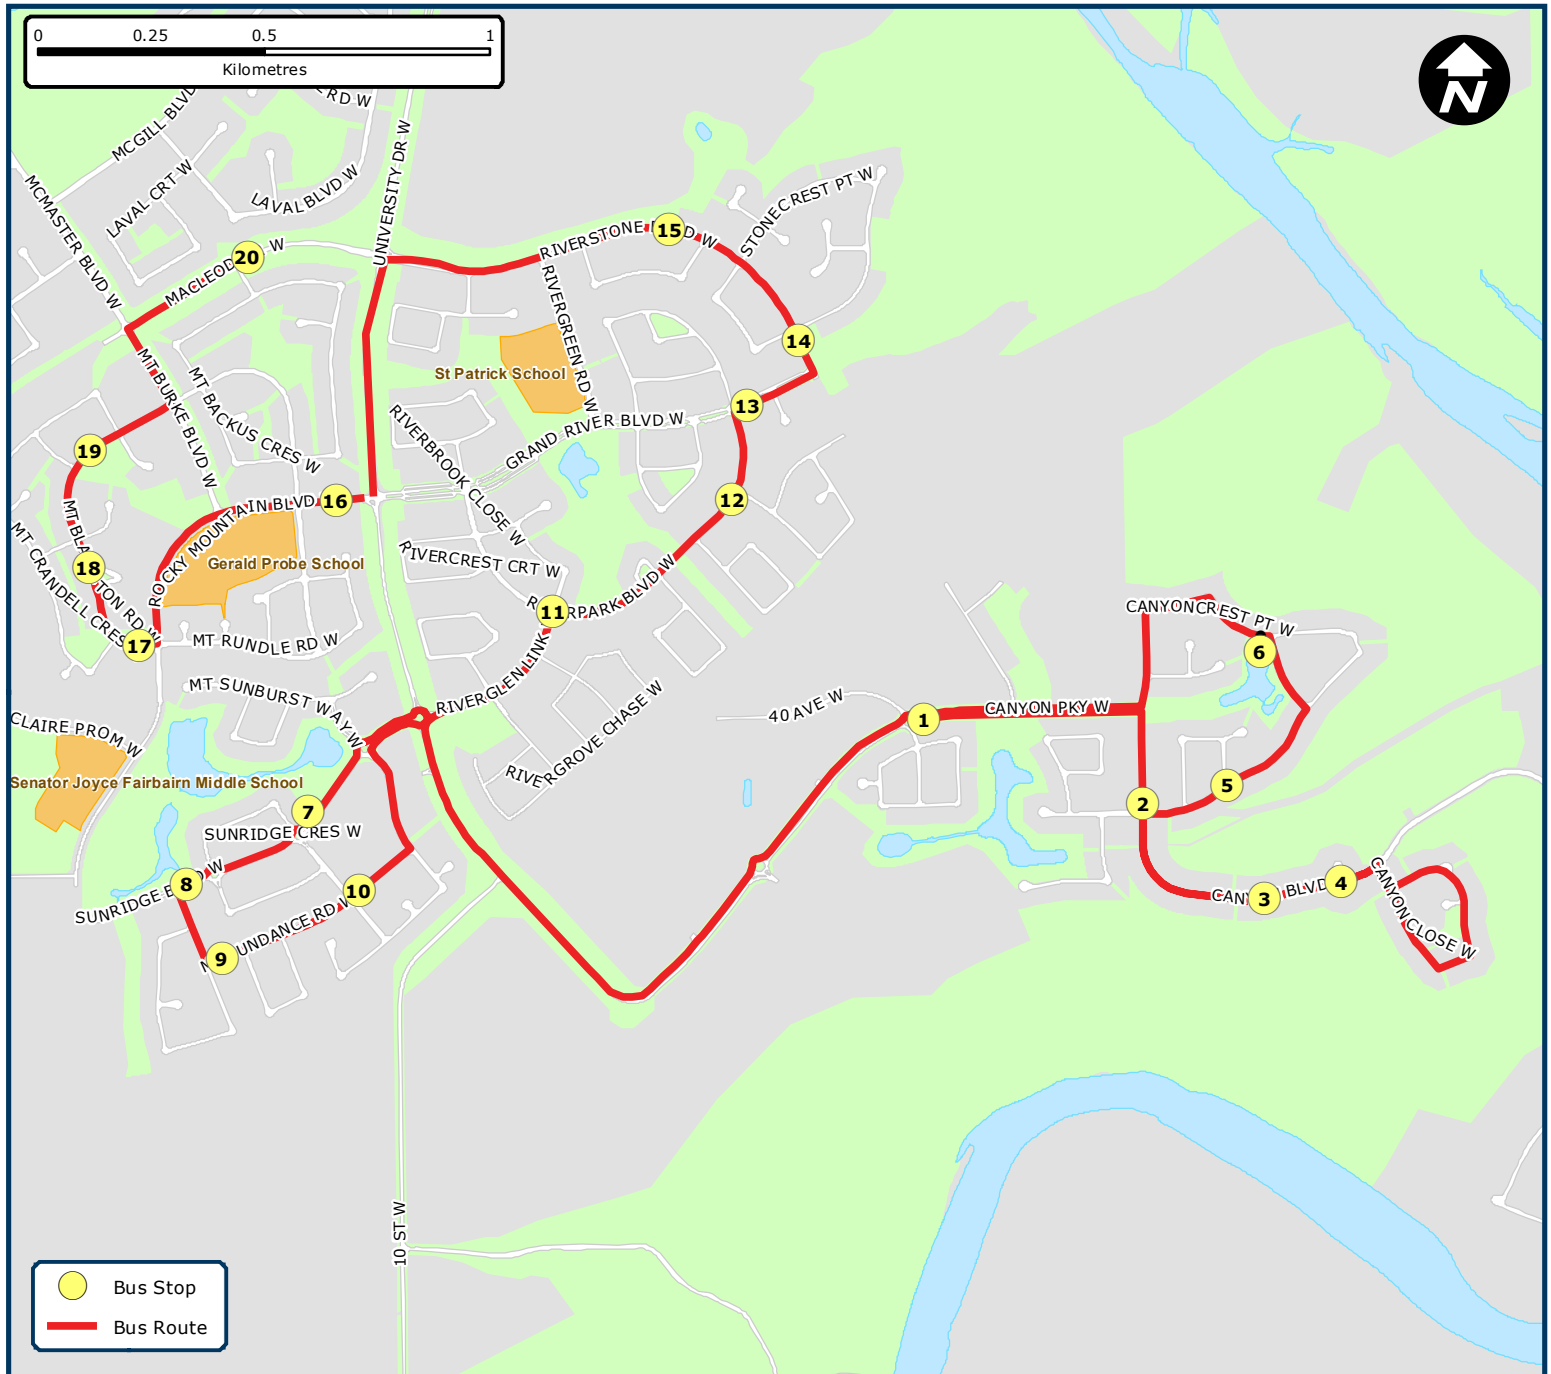 0 0.25 0.5 1
Kilometres
N
RD W
MCGILL BLVD
UNIVERSITY DR W
MCMASTER BLVD W
LAVAL CRT W
LAVAL BLVD W
STONECREST PT W
15
RIVERSTONE D W
20
MACLEOD W
RIVERGREEN RD W
14
MT BURKE BLVD W
MT BACKUS CRES W
St Patrick School
13
RIVERBROOK CLOSE W
GRAND RIVER BLVD W
19
16
12
MT BLA TON RD W
MT CRANDELL CRES
ROCKY MOUNTAIN BLVD
Gerald Probe School
RIVERCREST CRT W
18
11
R RPARK BLVD W
CANYONCREST PT W
17
MT RUNDLE RD W
6
MT SUNBURST WAY W
RIVERGLEN LINK
RIVERGROVE CHASE W
40 AVE W
1
CANYON PKY W
CLAIRE PROM W
Senator Joyce Fairbairn Middle School
5
2
7
SUNRIDGE CRES W
8
SUNRIDGE B D W
10
UNDANCE RD W
9
CAN BLVD
3
4
CANYON CLOSE W
10 ST W
Bus Stop
Bus Route